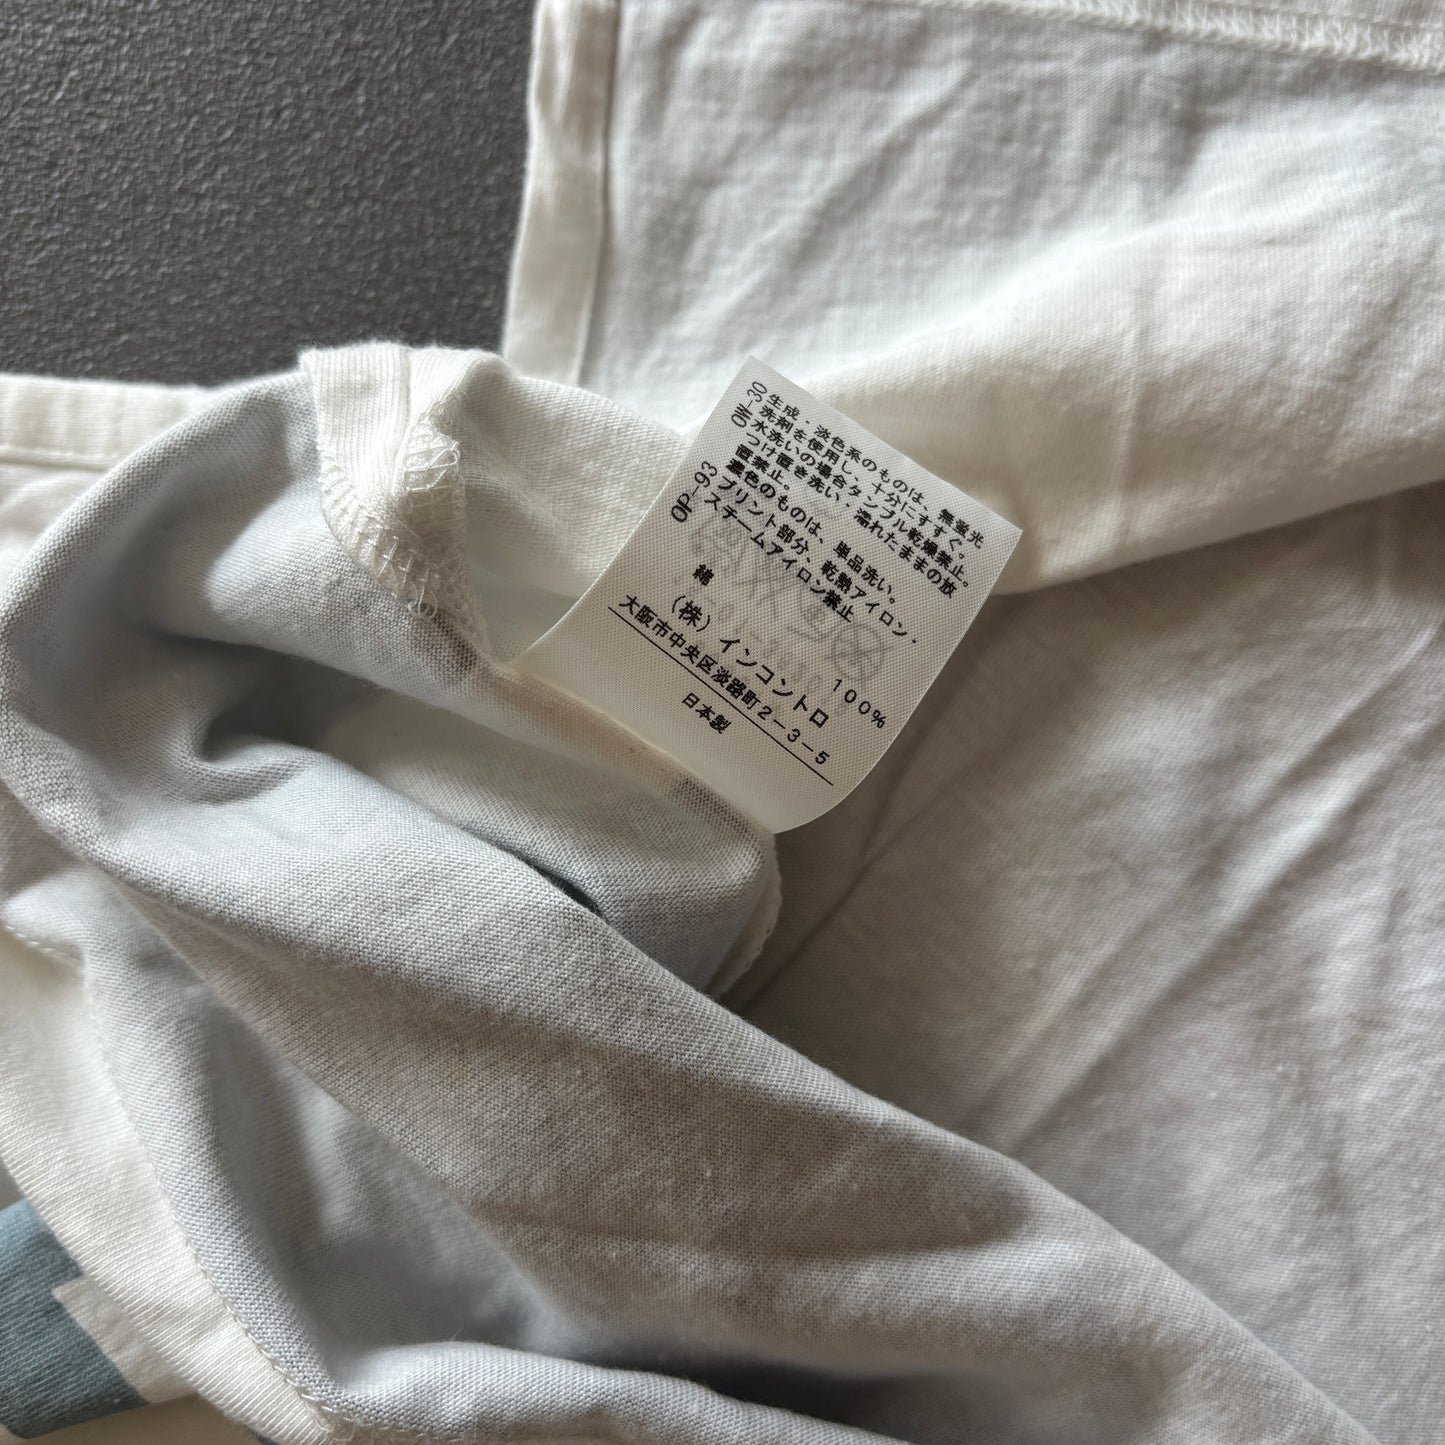 OW-30
生成・淡色系のものは、無蛍光
洗剤を使用し、十分にすすぐ。
水洗いの場合タンブル乾燥禁止。
つけ置き洗い・濡れたままの放
置禁止。
濃色のものは、単品洗い。
OP-93
プリント部分、乾熱アイロン・
スチームアイロン禁止
綿 100%
(株)インコントロ
大阪市中央区淡路町2-3-5
日本製